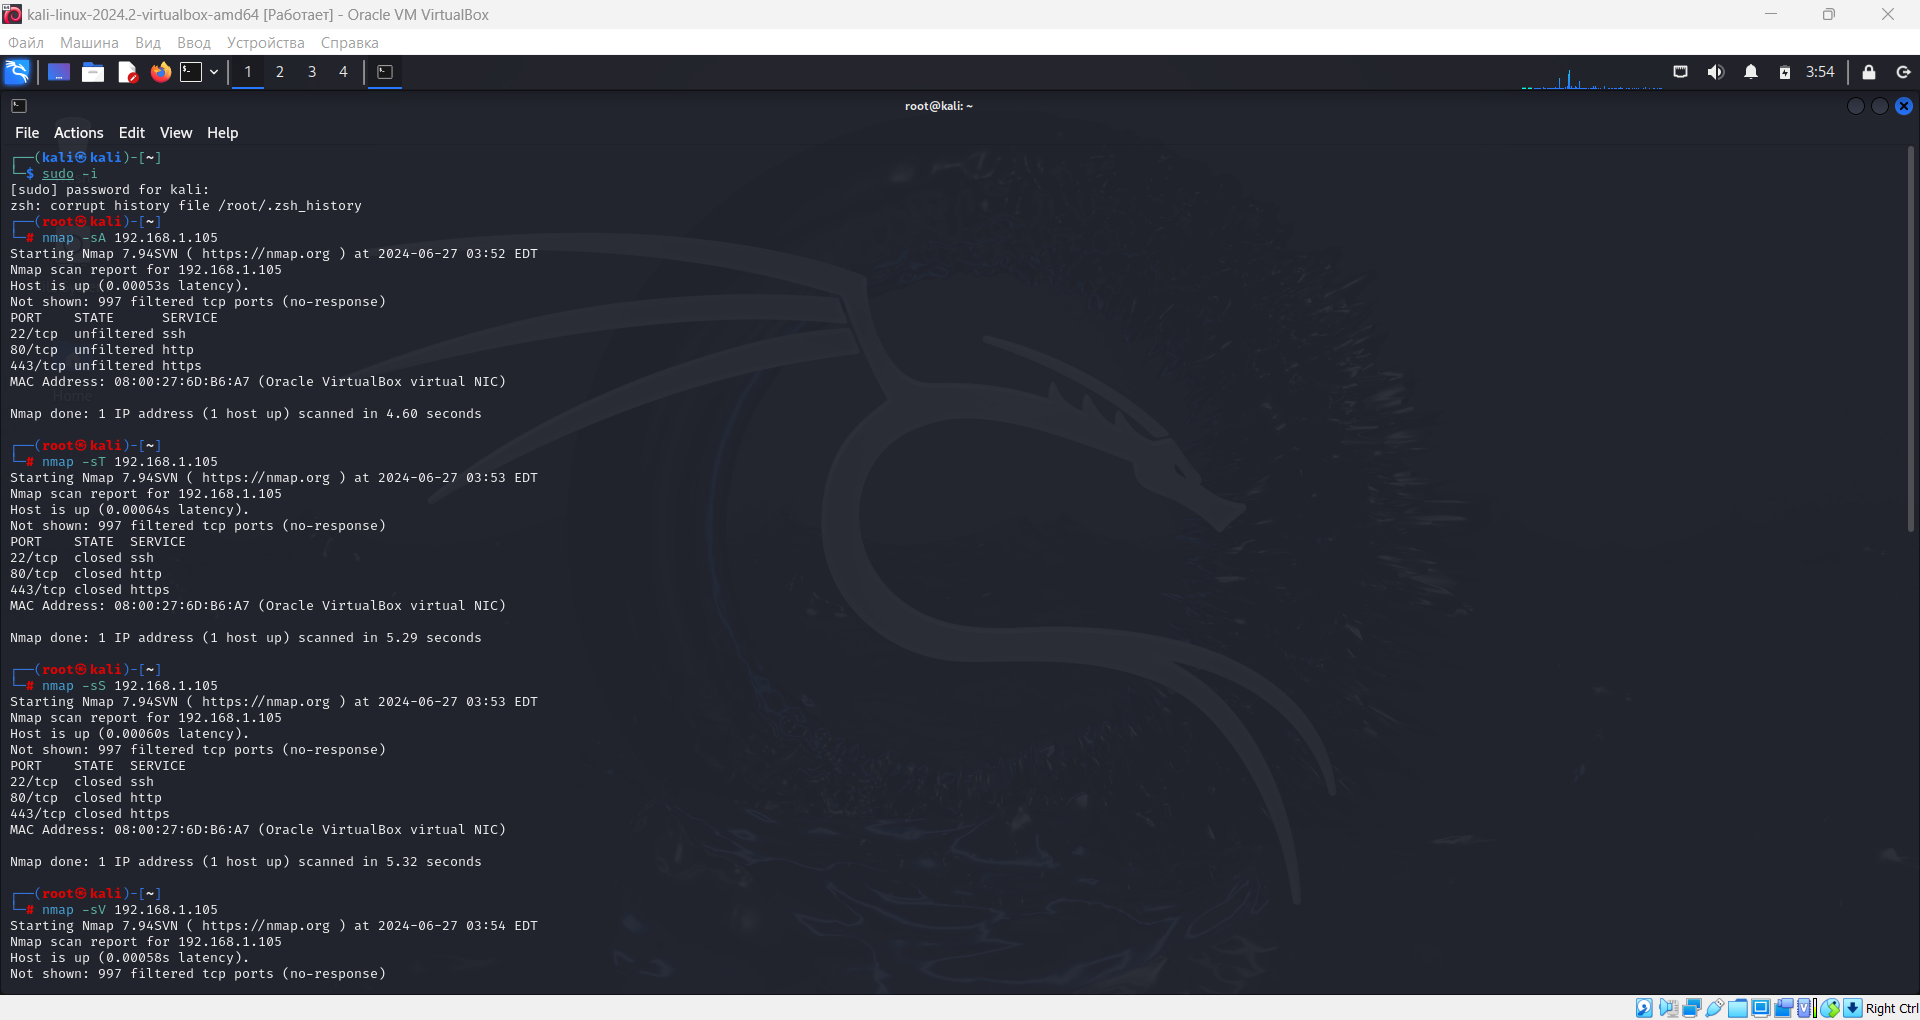 kali-linux-2024.2-virtualbox-amd64 [Работает] - Oracle VM VirtualBox
Файл Машина Вид Ввод Устройства Справка
1 2 3 4 3:54
root@kali: ~
File Actions Edit View Help
┌──(kali㉿kali)-[~]
└─$ sudo -i
[sudo] password for kali:
zsh: corrupt history file /root/.zsh_history
┌──(root㉿kali)-[~]
└─# nmap -sA 192.168.1.105
Starting Nmap 7.94SVN ( https://nmap.org ) at 2024-06-27 03:52 EDT
Nmap scan report for 192.168.1.105
Host is up (0.00053s latency).
Not shown: 997 filtered tcp ports (no-response)
PORT    STATE      SERVICE
22/tcp  unfiltered ssh
80/tcp  unfiltered http
443/tcp unfiltered https
MAC Address: 08:00:27:6D:B6:A7 (Oracle VirtualBox virtual NIC)
Home
Nmap done: 1 IP address (1 host up) scanned in 4.60 seconds
┌──(root㉿kali)-[~]
└─# nmap -sT 192.168.1.105
Starting Nmap 7.94SVN ( https://nmap.org ) at 2024-06-27 03:53 EDT
Nmap scan report for 192.168.1.105
Host is up (0.00064s latency).
Not shown: 997 filtered tcp ports (no-response)
PORT    STATE  SERVICE
22/tcp  closed ssh
80/tcp  closed http
443/tcp closed https
MAC Address: 08:00:27:6D:B6:A7 (Oracle VirtualBox virtual NIC)
Nmap done: 1 IP address (1 host up) scanned in 5.29 seconds
┌──(root㉿kali)-[~]
└─# nmap -sS 192.168.1.105
Starting Nmap 7.94SVN ( https://nmap.org ) at 2024-06-27 03:53 EDT
Nmap scan report for 192.168.1.105
Host is up (0.00060s latency).
Not shown: 997 filtered tcp ports (no-response)
PORT    STATE  SERVICE
22/tcp  closed ssh
80/tcp  closed http
443/tcp closed https
MAC Address: 08:00:27:6D:B6:A7 (Oracle VirtualBox virtual NIC)
Nmap done: 1 IP address (1 host up) scanned in 5.32 seconds
┌──(root㉿kali)-[~]
└─# nmap -sV 192.168.1.105
Starting Nmap 7.94SVN ( https://nmap.org ) at 2024-06-27 03:54 EDT
Nmap scan report for 192.168.1.105
Host is up (0.00058s latency).
Not shown: 997 filtered tcp ports (no-response)
Right Ctrl